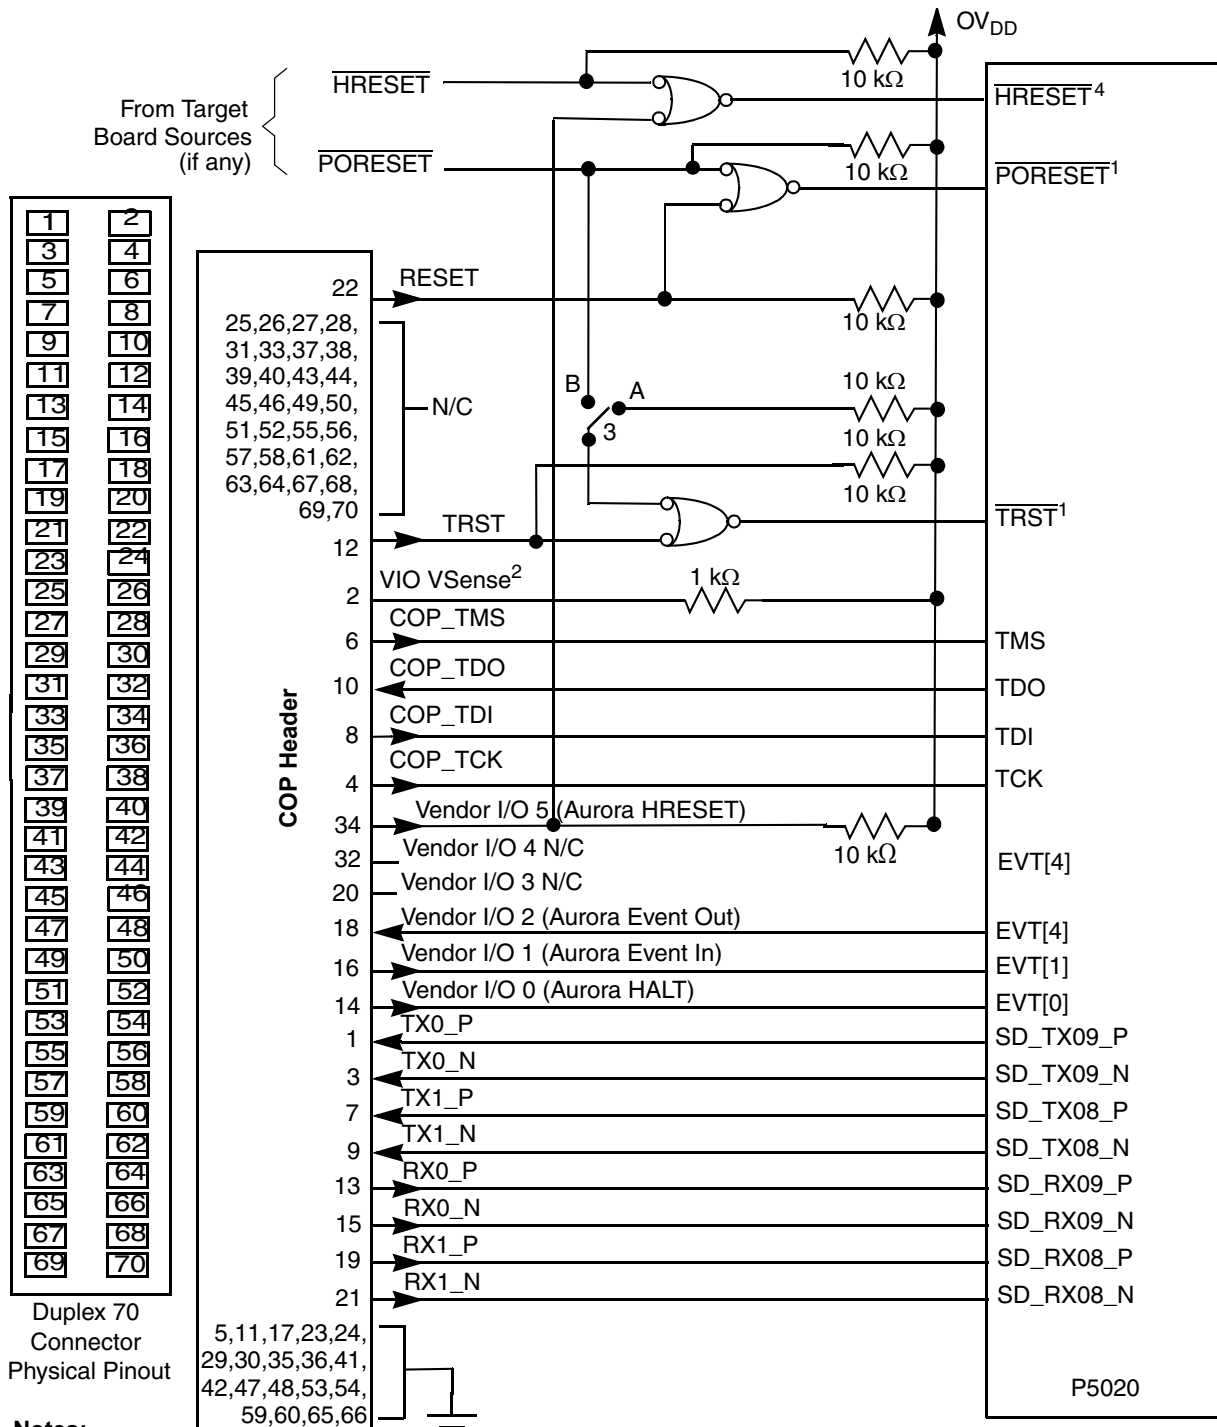 OV<sub>DD</sub>
10 kΩ
From Target
Board Sources
(if any)
H̅R̅E̅S̅E̅T̅
P̅O̅R̅E̅S̅E̅T̅
10 kΩ
H̅R̅E̅S̅E̅T̅⁴
P̅O̅R̅E̅S̅E̅T̅¹
1 2
3 4
5 6
7 8
9 10
11 12
13 14
15 16
17 18
19 20
21 22
23 24
25 26
27 28
29 30
31 32
33 34
35 36
37 38
39 40
41 42
43 44
45 46
47 48
49 50
51 52
53 54
55 56
57 58
59 60
61 62
63 64
65 66
67 68
69 70
Duplex 70
Connector
Physical Pinout
Notes:
COP Header
22 RESET
10 kΩ
25,26,27,28,
31,33,37,38,
39,40,43,44,
45,46,49,50,
51,52,55,56,
57,58,61,62,
63,64,67,68,
69,70
N/C
B A
3
10 kΩ
10 kΩ
10 kΩ
12 TRST T̅R̅S̅T̅¹
2 VIO VSense² 1 kΩ
6 COP_TMS TMS
10 COP_TDO TDO
8 COP_TDI TDI
4 COP_TCK TCK
34 Vendor I/O 5 (Aurora HRESET)
10 kΩ
32 Vendor I/O 4 N/C EVT[4]
20 Vendor I/O 3 N/C
18 Vendor I/O 2 (Aurora Event Out) EVT[4]
16 Vendor I/O 1 (Aurora Event In) EVT[1]
14 Vendor I/O 0 (Aurora HALT) EVT[0]
1 TX0_P SD_TX09_P
3 TX0_N SD_TX09_N
7 TX1_P SD_TX08_P
9 TX1_N SD_TX08_N
13 RX0_P SD_RX09_P
15 RX0_N SD_RX09_N
19 RX1_P SD_RX08_P
21 RX1_N SD_RX08_N
5,11,17,23,24,
29,30,35,36,41,
42,47,48,53,54,
59,60,65,66
P5020